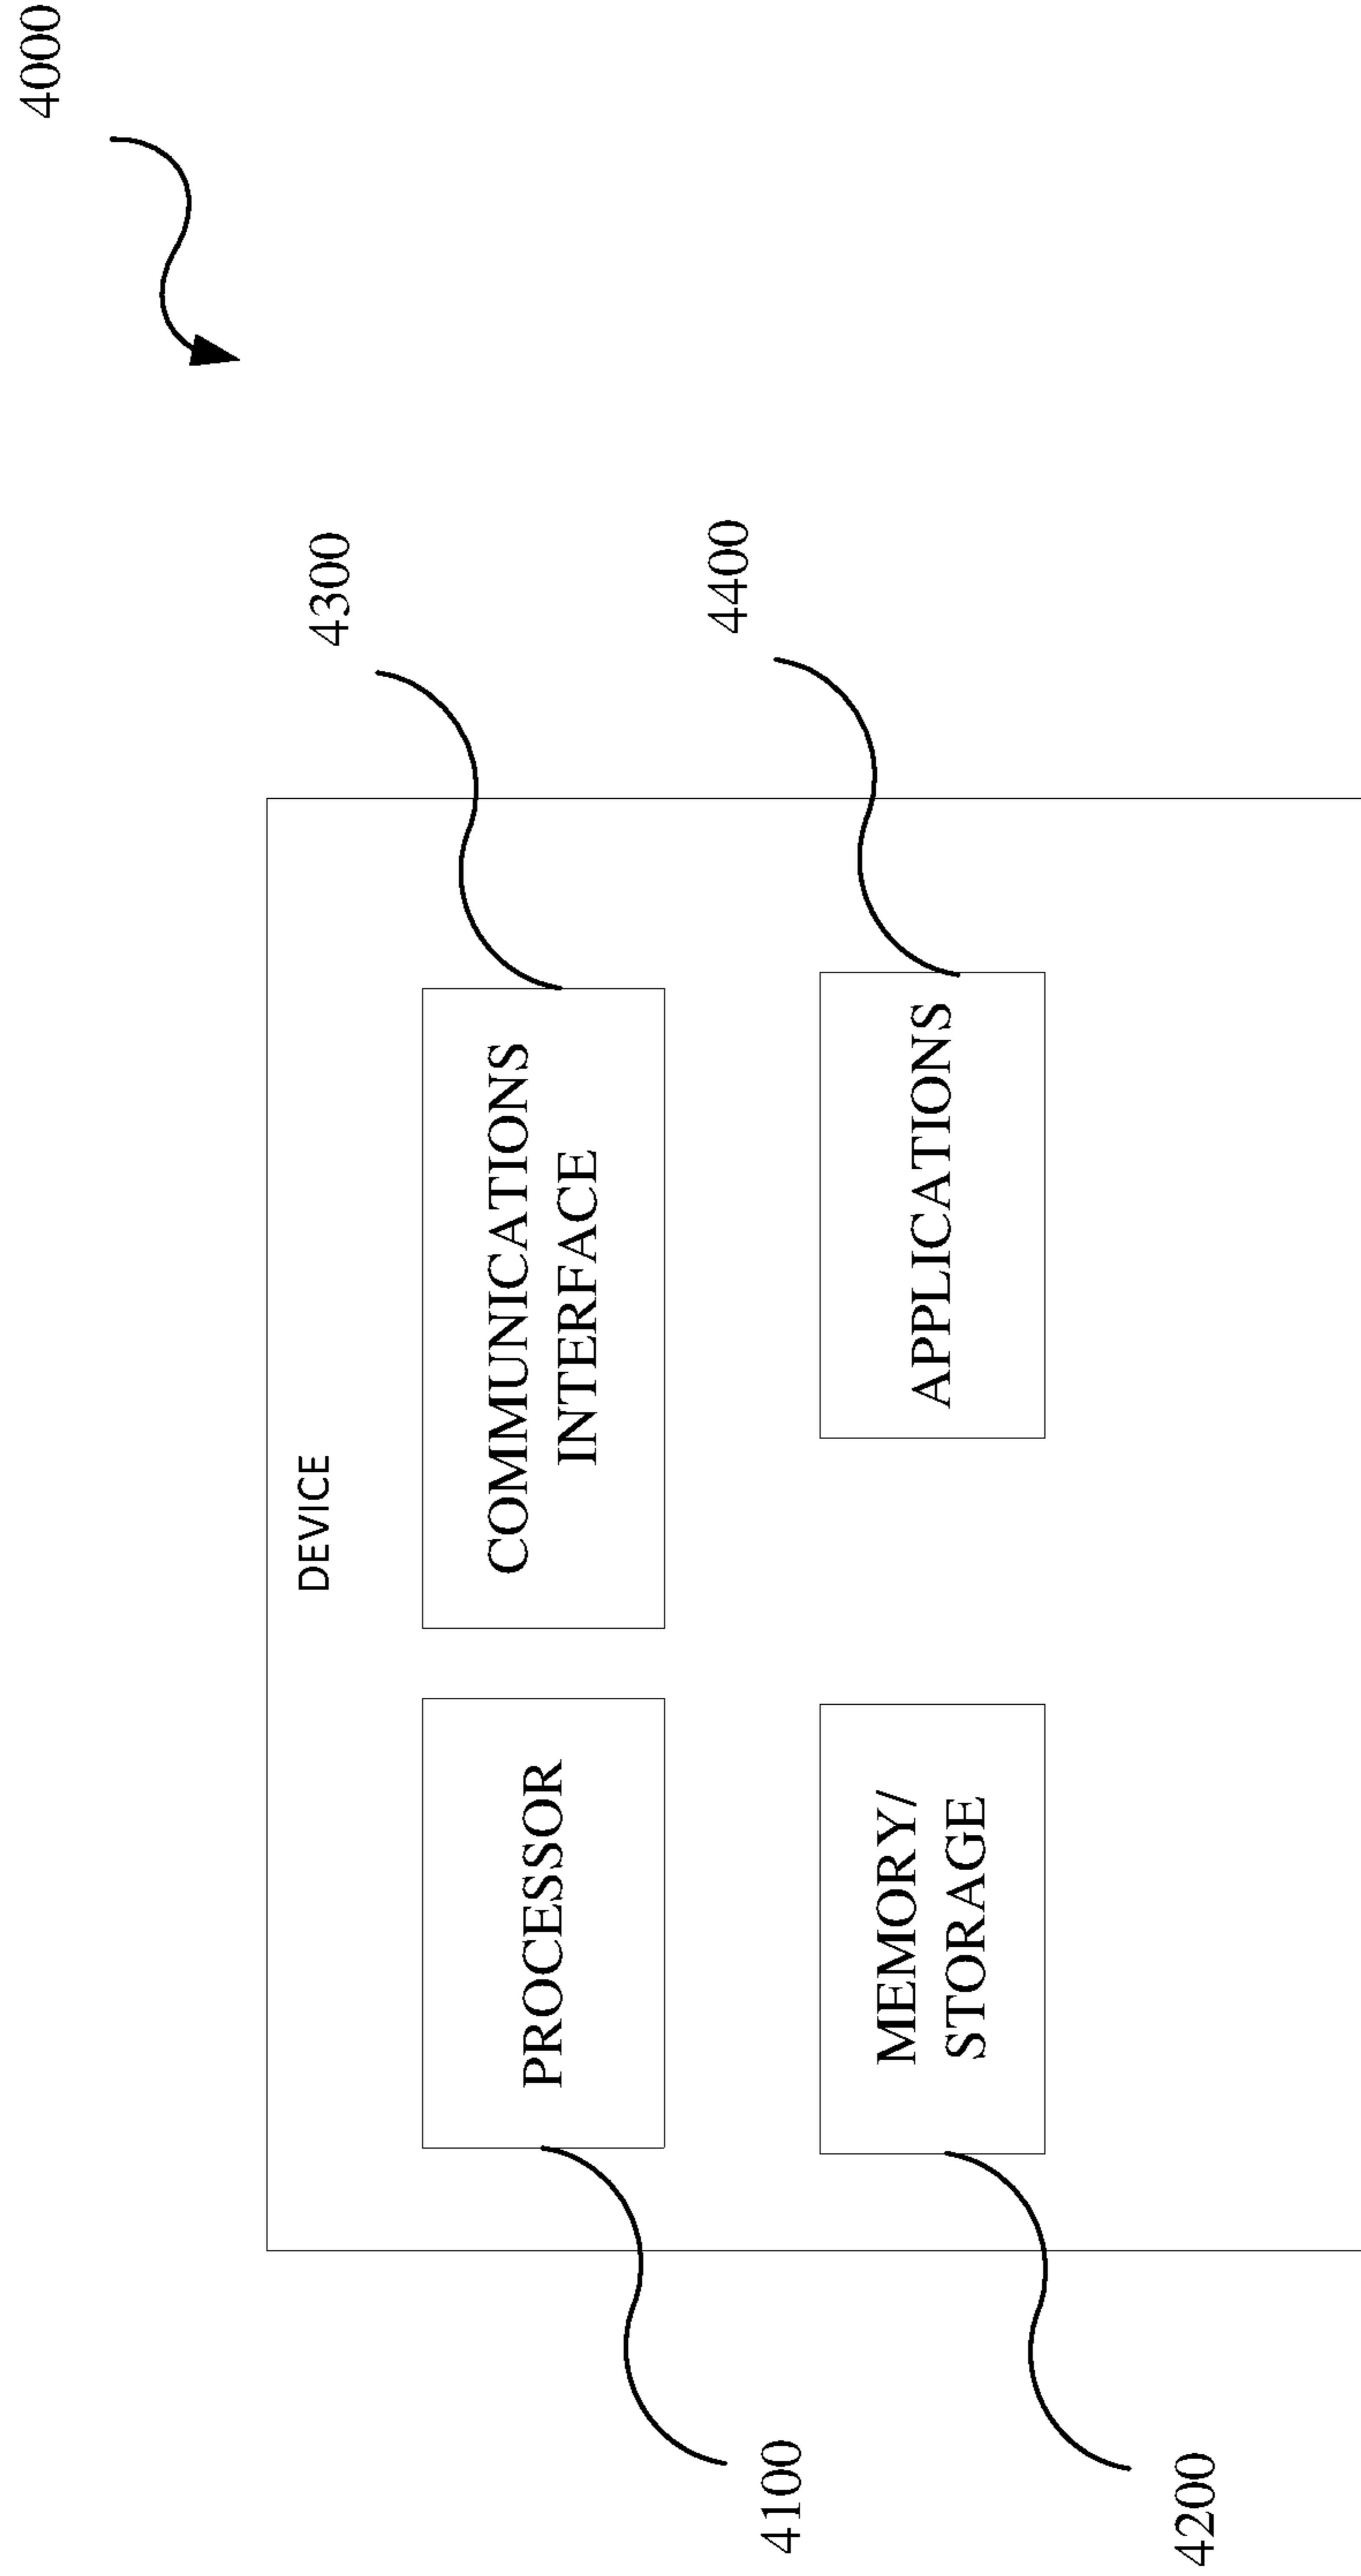 4000
DEVICE
4300
PROCESSOR
COMMUNICATIONS
INTERFACE
4100
4400
MEMORY/
STORAGE
APPLICATIONS
4200